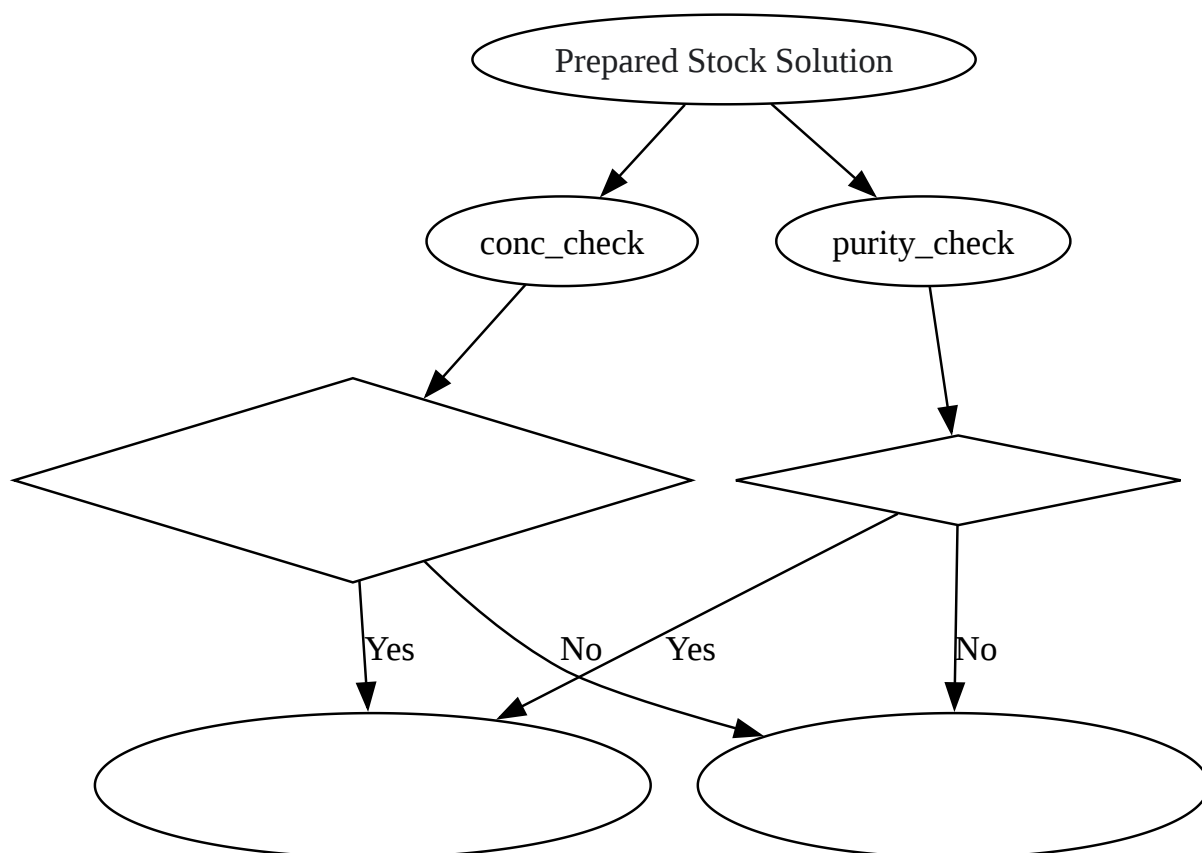 Prepared Stock Solution
conc_check
purity_check
Yes
No
Yes
No